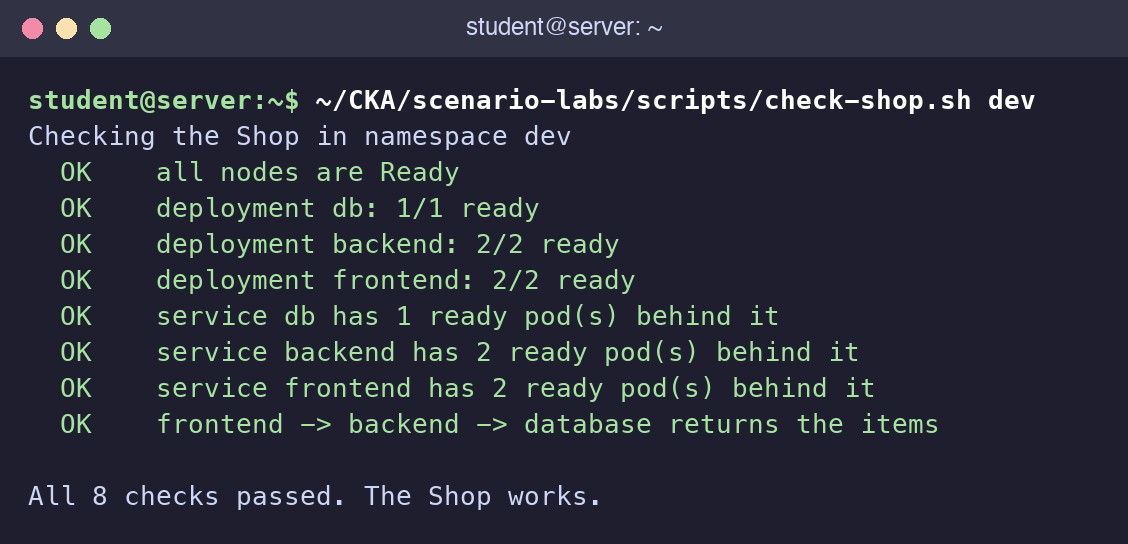 student@server: ~
student@server:~$ ~/CKA/scenario-labs/scripts/check-shop.sh dev
Checking the Shop in namespace dev
OK    all nodes are Ready
OK    deployment db: 1/1 ready
OK    deployment backend: 2/2 ready
OK    deployment frontend: 2/2 ready
OK    service db has 1 ready pod(s) behind it
OK    service backend has 2 ready pod(s) behind it
OK    service frontend has 2 ready pod(s) behind it
OK    frontend -> backend -> database returns the items
All 8 checks passed. The Shop works.